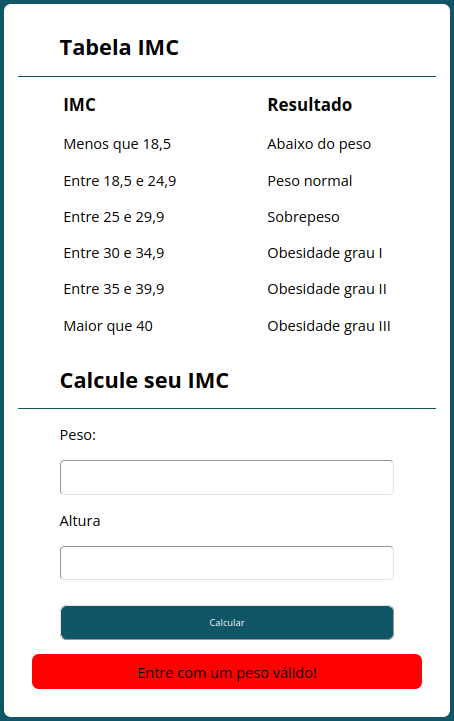 Tabela IMC
IMC Resultado
Menos que 18,5 Abaixo do peso
Entre 18,5 e 24,9 Peso normal
Entre 25 e 29,9 Sobrepeso
Entre 30 e 34,9 Obesidade grau I
Entre 35 e 39,9 Obesidade grau II
Maior que 40 Obesidade grau III
Calcule seu IMC
Peso:
Altura
Calcular
Entre com um peso válido!